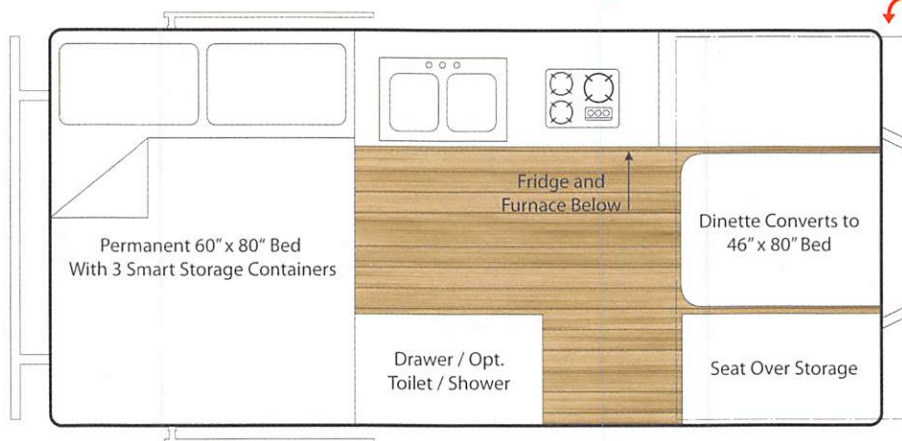 Fridge and
Furnace Below
Permanent 60” x 80“ Bed
With 3 Smart Storage Containers
Dinette Converts to
46” x 80” Bed
Drawer / Opt.
Toilet / Shower
Seat Over Storage